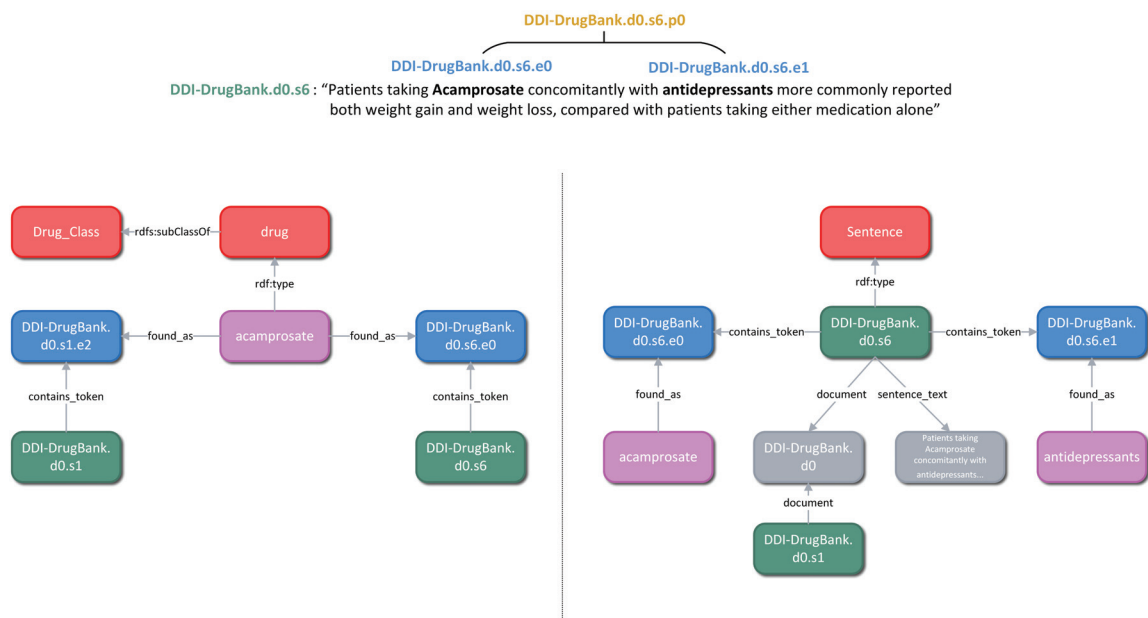 DDI-DrugBank.d0.s6.p0
DDI-DrugBank.d0.s6.e0
DDI-DrugBank.d0.s6.e1
DDI-DrugBank.d0.s6 : “Patients taking Acamprosate concomitantly with antidepressants more commonly reported
both weight gain and weight loss, compared with patients taking either medication alone”
Drug_Class
rdfs:subClassOf
drug
rdf:type
DDI-DrugBank.
d0.s1.e2
found_as
acamprosate
found_as
DDI-DrugBank.
d0.s6.e0
contains_token
contains_token
DDI-DrugBank.
d0.s1
DDI-DrugBank.
d0.s6
Sentence
rdf:type
DDI-DrugBank.
d0.s6.e0
contains_token
DDI-DrugBank.
d0.s6
contains_token
DDI-DrugBank.
d0.s6.e1
found_as
document
sentence_text
found_as
acamprosate
DDI-DrugBank.
d0
Patients taking
Acamprosate
concomitantly with
antidepressants...
antidepressants
document
DDI-DrugBank.
d0.s1